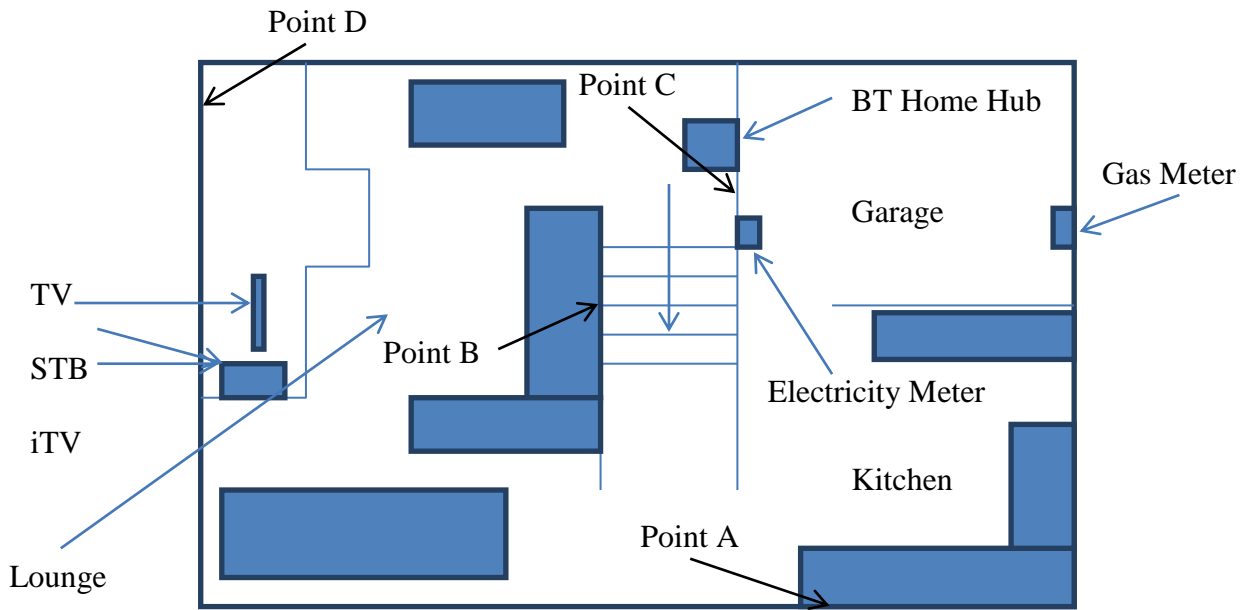 Point D
Point C
BT Home Hub
Gas Meter
Garage
TV
Point B
STB
Electricity Meter
iTV
Kitchen
Point A
Lounge